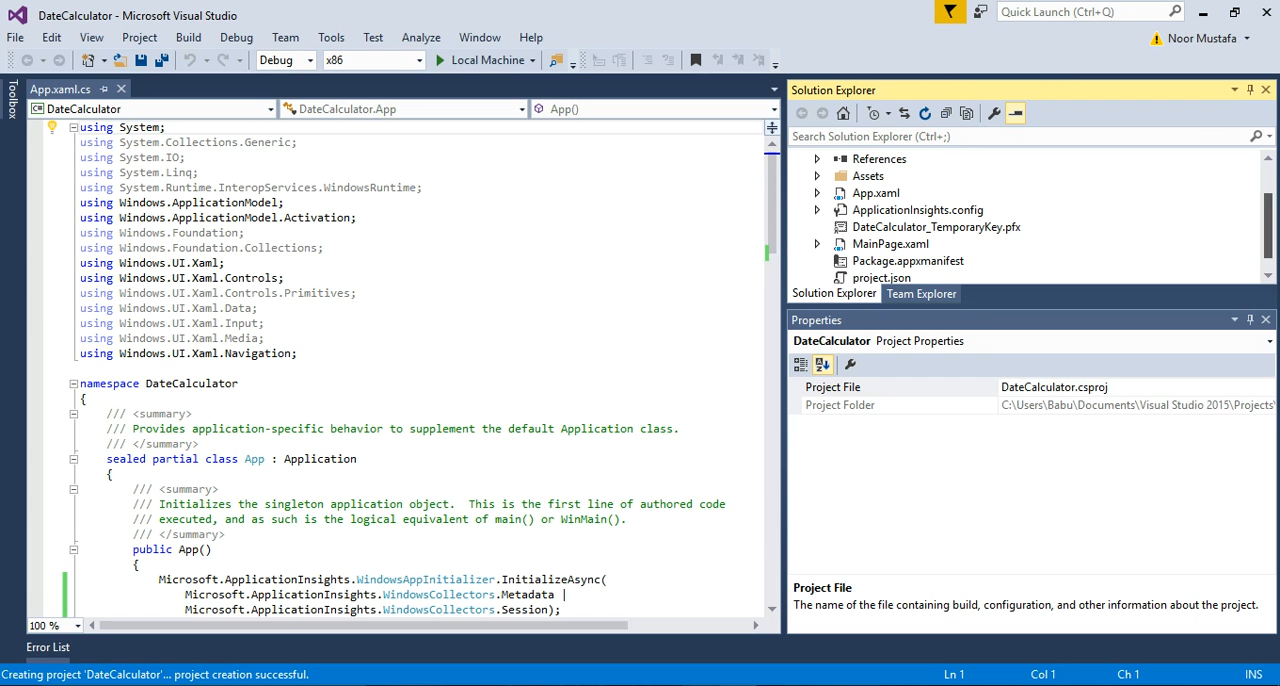 DateCalculator - Microsoft Visual Studio
Quick Launch (Ctrl+Q)
File Edit View Project Build Debug Team Tools Test Analyze Window Help
Noor Mustafa
Debug x86 Local Machine
Toolbox
App.xaml.cs
DateCalculator DateCalculator.App App()
using System;
using System.Collections.Generic;
using System.IO;
using System.Linq;
using System.Runtime.InteropServices.WindowsRuntime;
using Windows.ApplicationModel;
using Windows.ApplicationModel.Activation;
using Windows.Foundation;
using Windows.Foundation.Collections;
using Windows.UI.Xaml;
using Windows.UI.Xaml.Controls;
using Windows.UI.Xaml.Controls.Primitives;
using Windows.UI.Xaml.Data;
using Windows.UI.Xaml.Input;
using Windows.UI.Xaml.Media;
using Windows.UI.Xaml.Navigation;
namespace DateCalculator
{
/// <summary>
/// Provides application-specific behavior to supplement the default Application class.
/// </summary>
sealed partial class App : Application
{
/// <summary>
/// Initializes the singleton application object.  This is the first line of authored code
/// executed, and as such is the logical equivalent of main() or WinMain().
/// </summary>
public App()
{
Microsoft.ApplicationInsights.WindowsAppInitializer.InitializeAsync(
Microsoft.ApplicationInsights.WindowsCollectors.Metadata |
Microsoft.ApplicationInsights.WindowsCollectors.Session);
100 %
Solution Explorer
Search Solution Explorer (Ctrl+;)
References
Assets
App.xaml
ApplicationInsights.config
DateCalculator_TemporaryKey.pfx
MainPage.xaml
Package.appxmanifest
project.json
Solution Explorer Team Explorer
Properties
DateCalculator Project Properties
Project File DateCalculator.csproj
Project Folder C:\Users\Babu\Documents\Visual Studio 2015\Projects\
Project File
The name of the file containing build, configuration, and other information about the project.
Error List
Creating project 'DateCalculator'... project creation successful. Ln 1 Col 1 Ch 1 INS